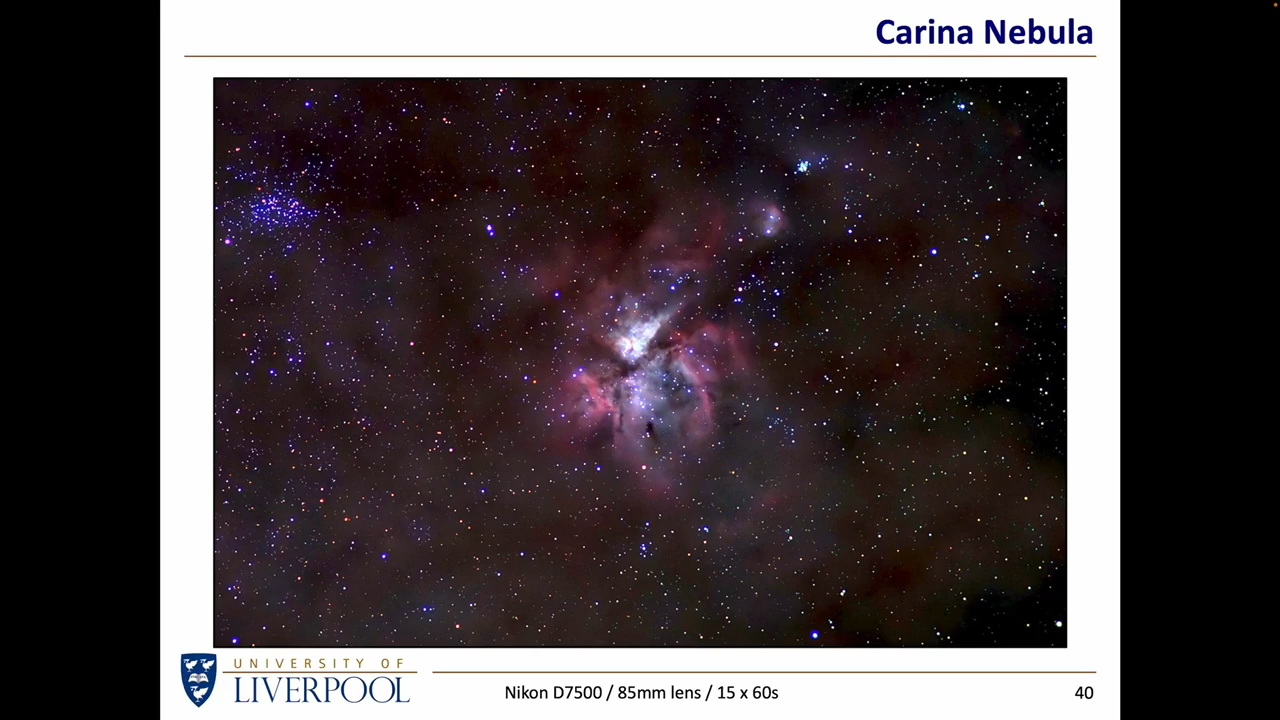 Carina Nebula
UNIVERSITY OF
LIVERPOOL
Nikon D7500 / 85mm lens / 15 x 60s
40